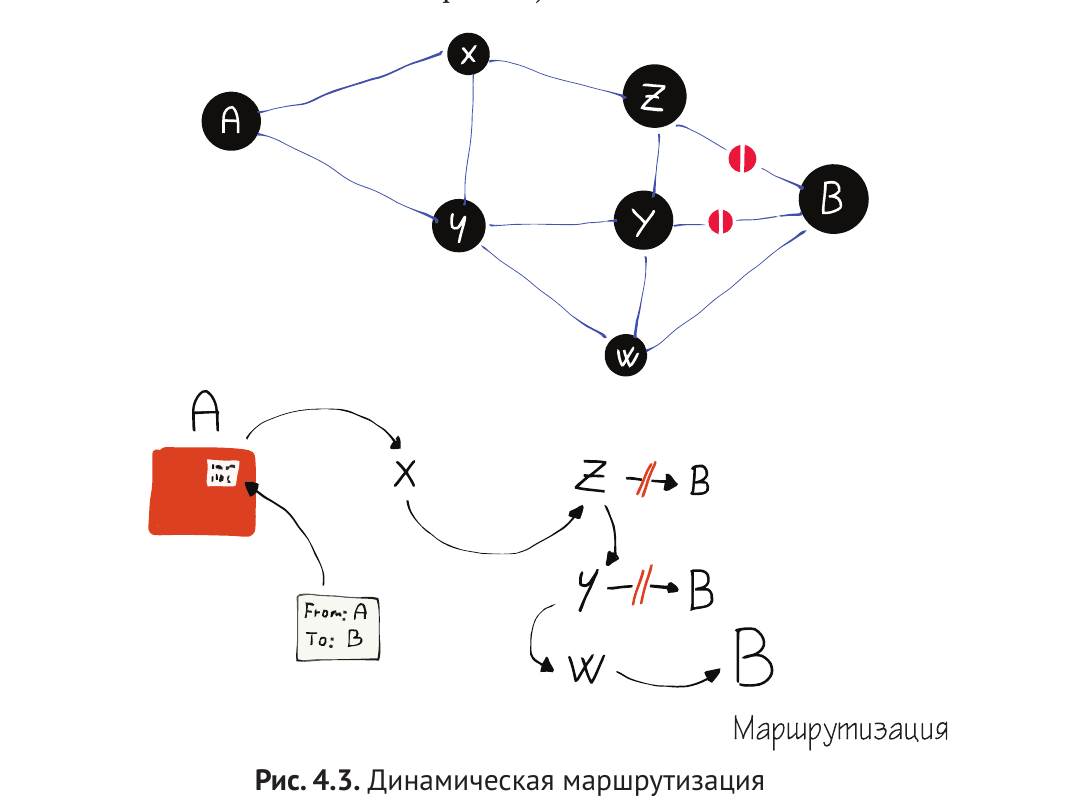 X
Z
A
B
y
Y
W
A
X
Z B
From: A
To: B
y B
W B
Маршрутизация
Рис. 4.3. Динамическая маршрутизация